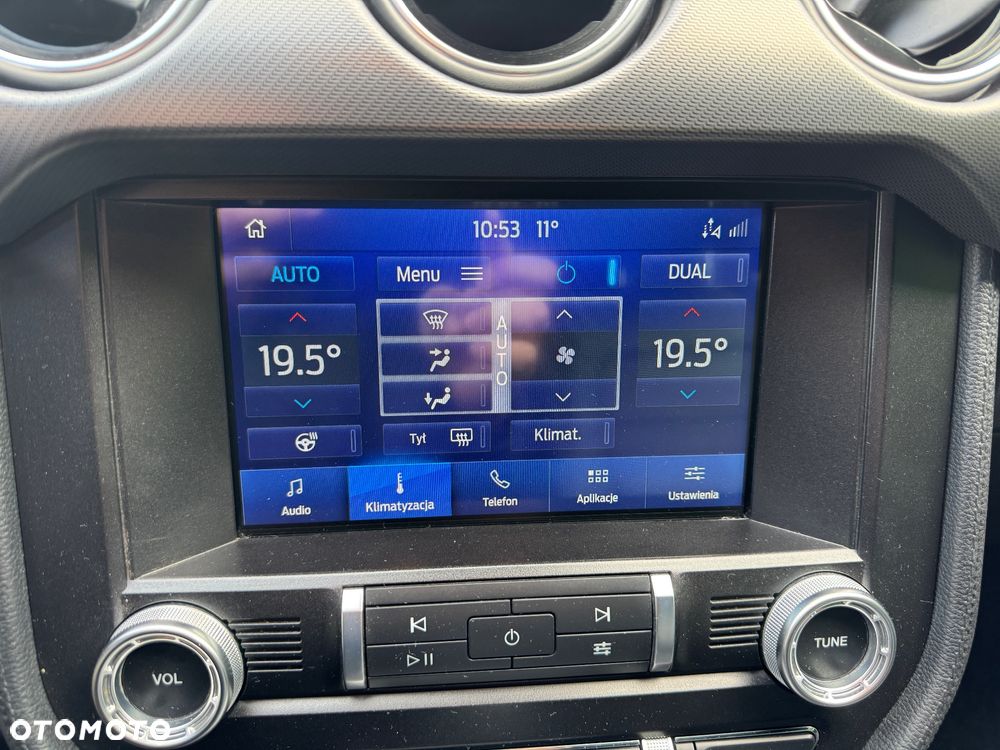 10:53 11°
AUTO
Menu
DUAL
19.5°
AUTO
19.5°
Tył
Klimat.
Audio
Klimatyzacja
Telefon
Aplikacje
Ustawienia
VOL
TUNE
OTOMOTO